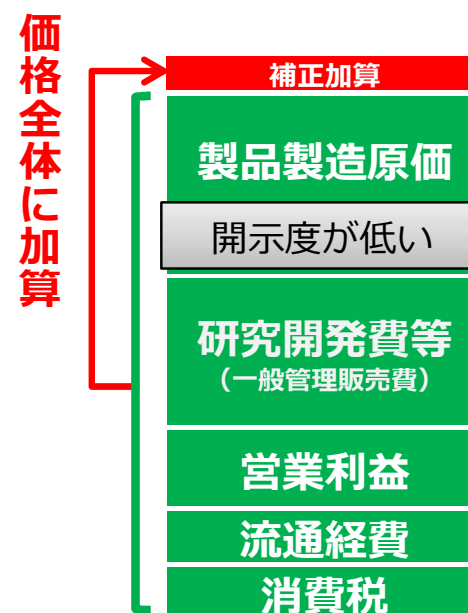 価格全体に加算
補正加算
製品製造原価
開示度が低い
研究開発費等
（一般管理販売費）
営業利益
流通経費
消費税